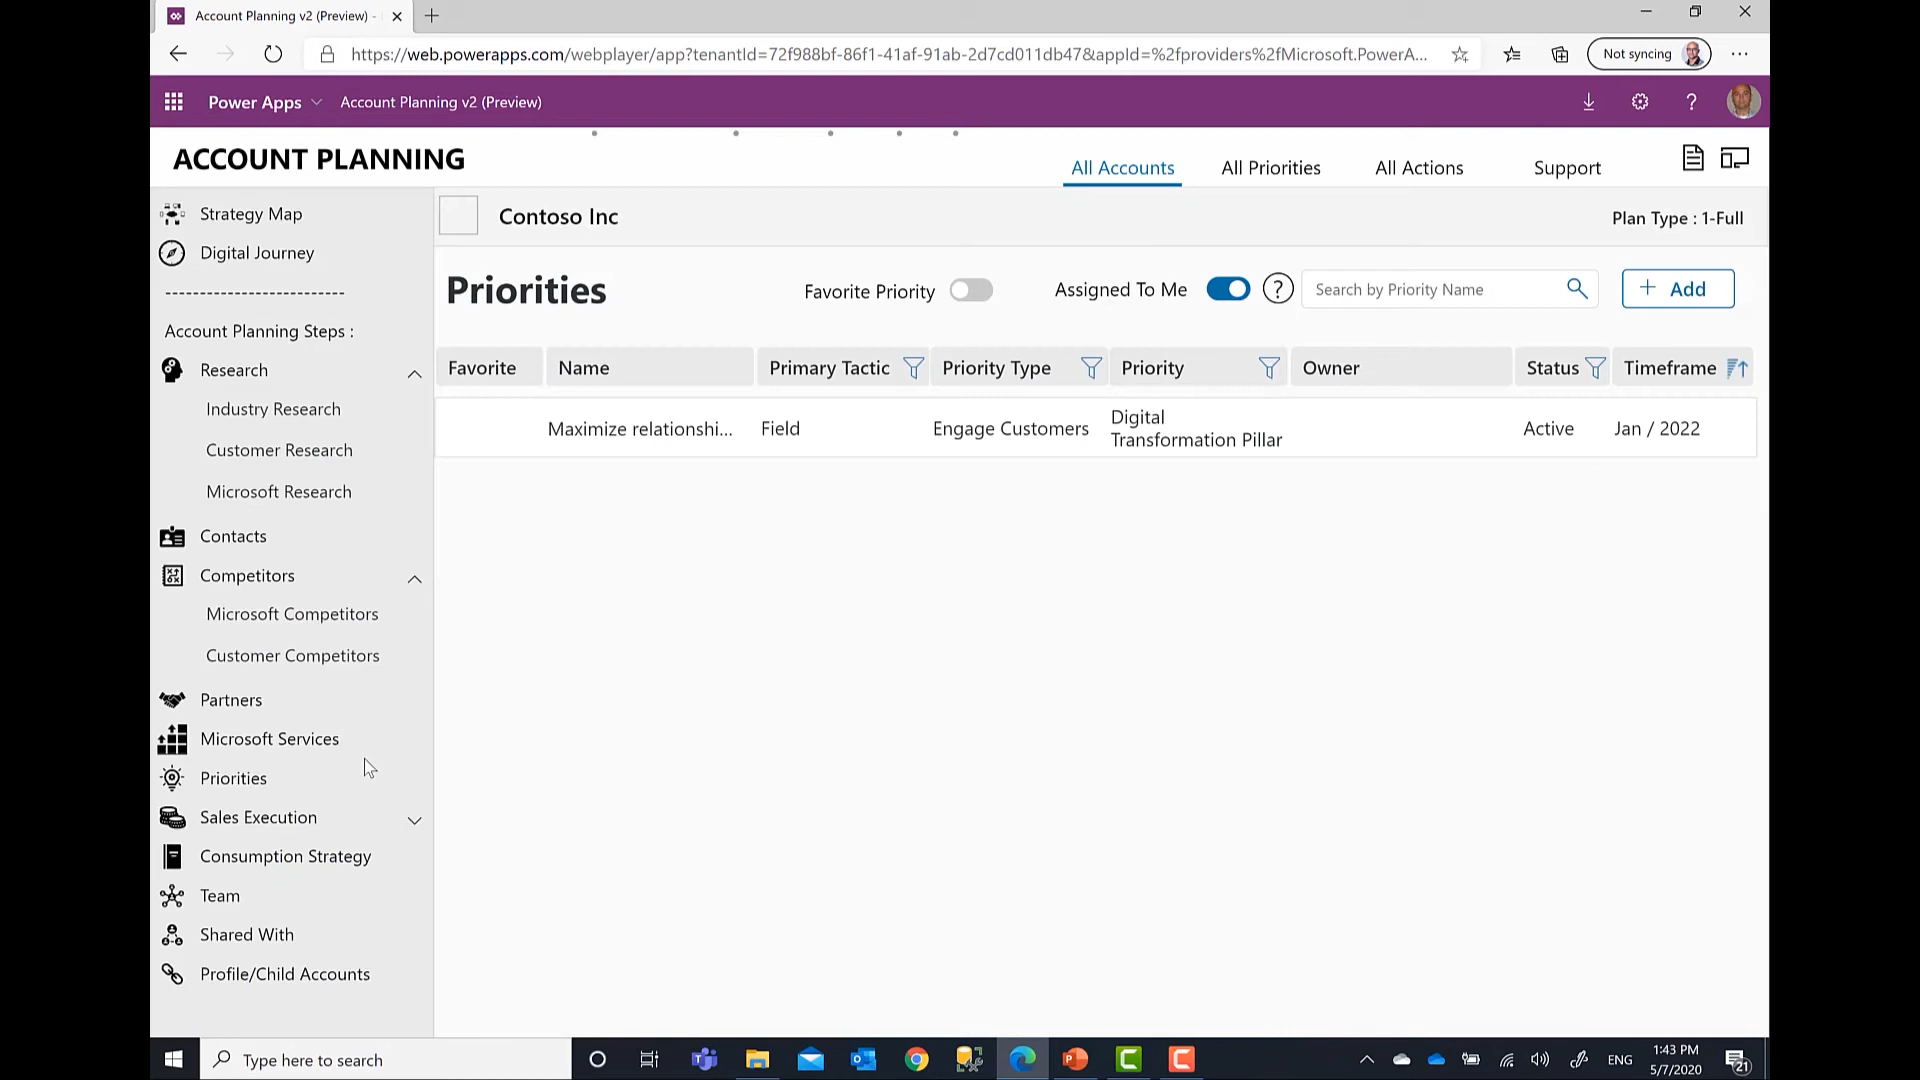 Account Planning v2 (Preview) -
https://web.powerapps.com/webplayer/app?tenantId=72f988bf-86f1-41af-91ab-2d7cd011db47&appId=%2fproviders%2fMicrosoft.PowerA...
Not syncing
Power Apps
Account Planning v2 (Preview)
?
ACCOUNT PLANNING
All Accounts
All Priorities
All Actions
Support
Strategy Map
Digital Journey
-------------------------
Account Planning Steps :
Research
Industry Research
Customer Research
Microsoft Research
Contacts
Competitors
Microsoft Competitors
Customer Competitors
Partners
Microsoft Services
Priorities
Sales Execution
Consumption Strategy
Team
Shared With
Profile/Child Accounts
Contoso Inc
Plan Type : 1-Full
Priorities
Favorite Priority
Assigned To Me
?
Search by Priority Name
+ Add
Favorite
Name
Primary Tactic
Priority Type
Priority
Owner
Status
Timeframe
Maximize relationshi...
Field
Engage Customers
Digital
Transformation Pillar
Active
Jan / 2022
Type here to search
ENG
1:43 PM
5/7/2020
21